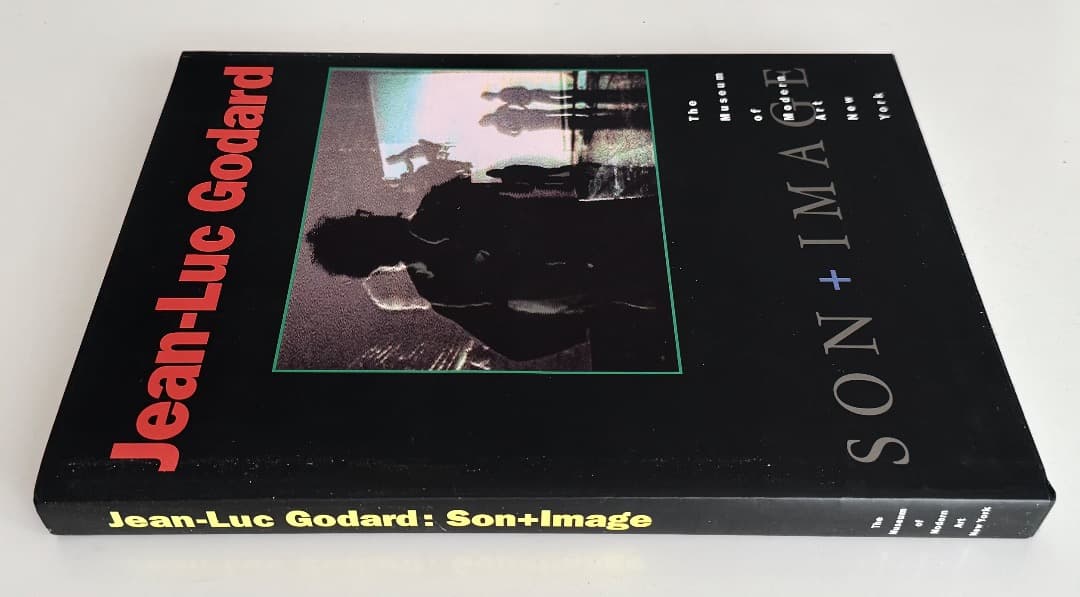 Jean-Luc Godard
The
Museum
of
Modern
Art
New
York
SON + IMAGE
Jean-Luc Godard: Son+Image
The
Museum
of
Modern
Art
New York